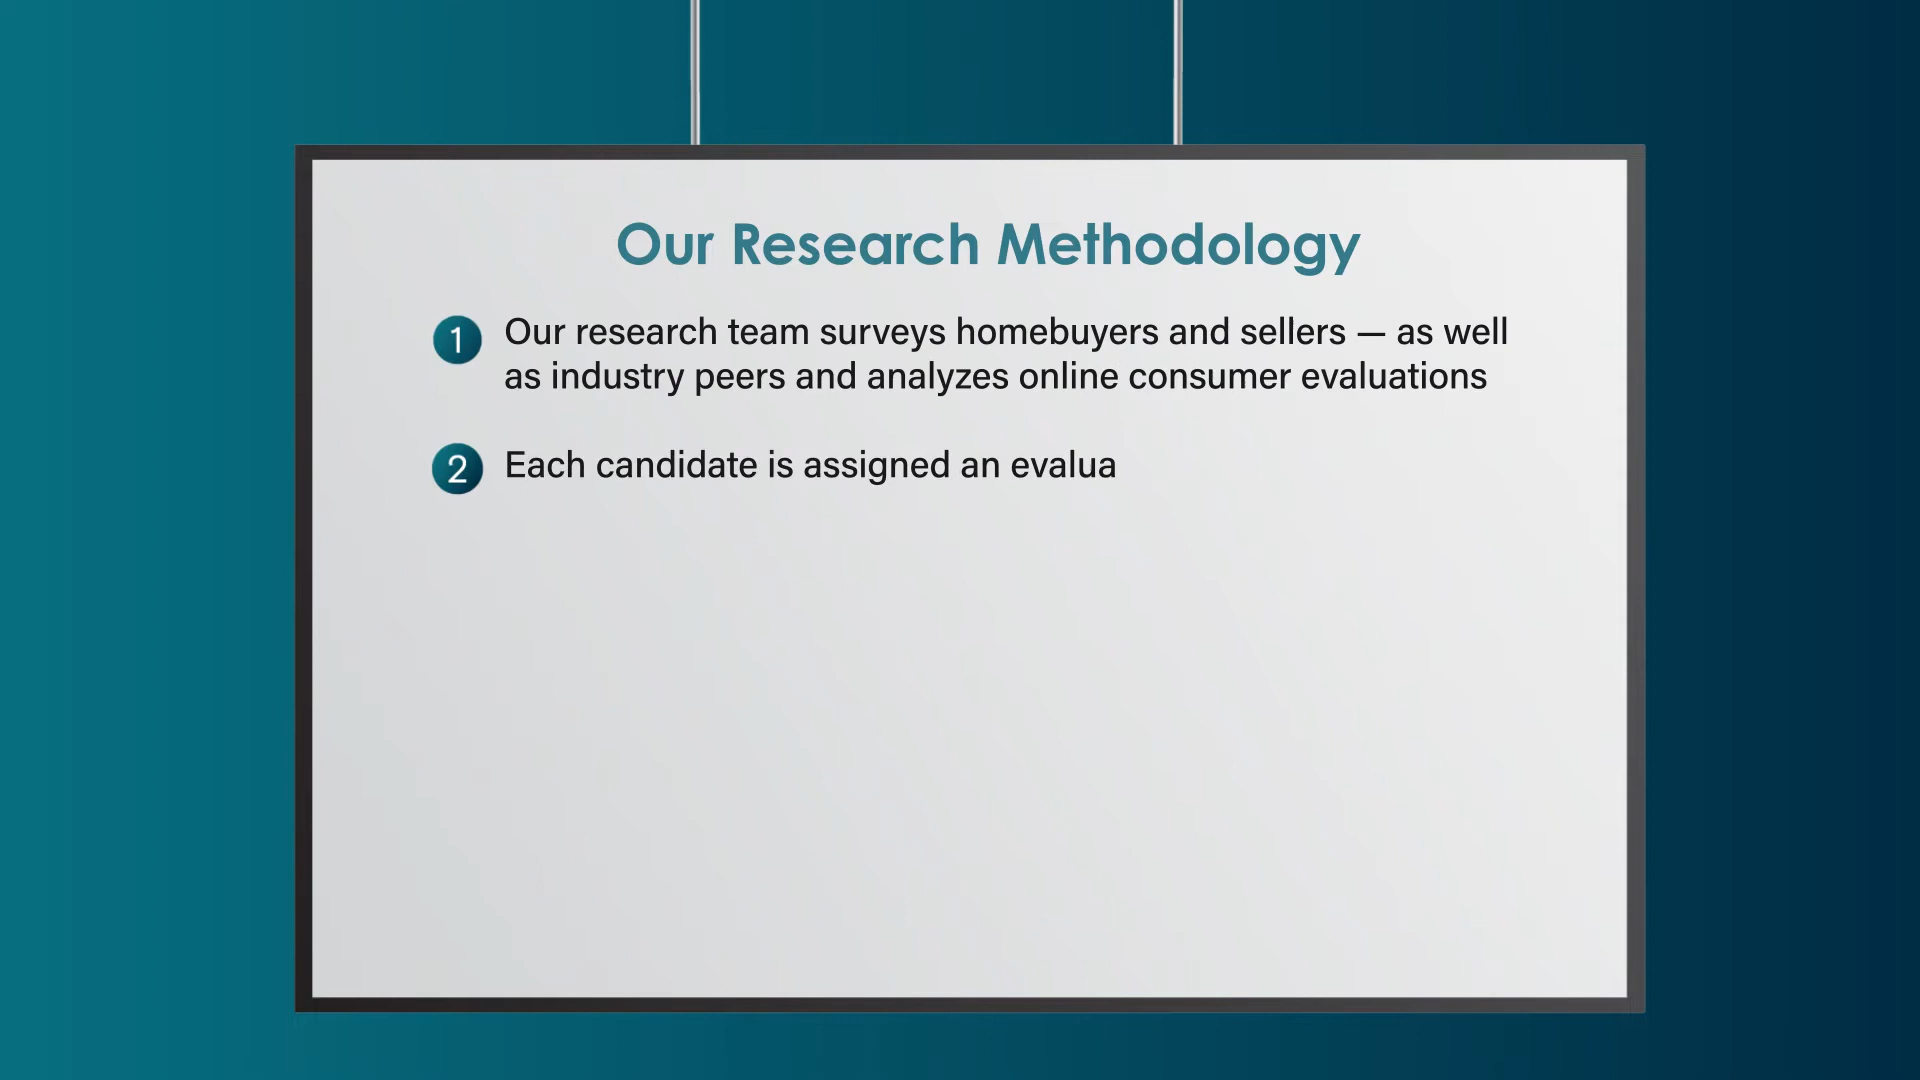 Our Research Methodology
1 Our research team surveys homebuyers and sellers — as well
as industry peers and analyzes online consumer evaluations
2 Each candidate is assigned an evalua